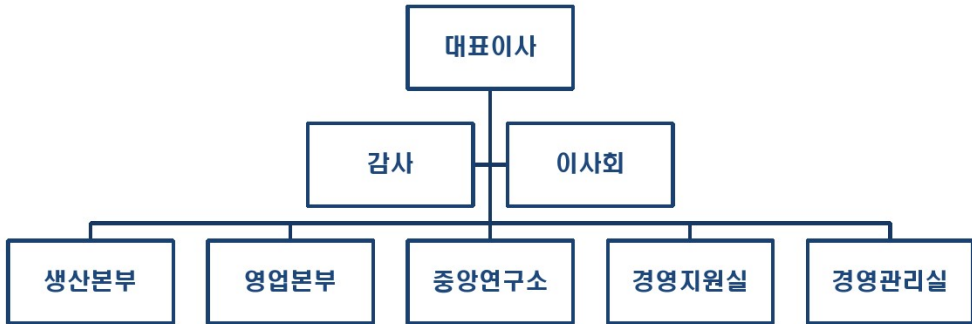 대표이사
감사
이사회
생산본부
영업본부
중앙연구소
경영지원실
경영관리실